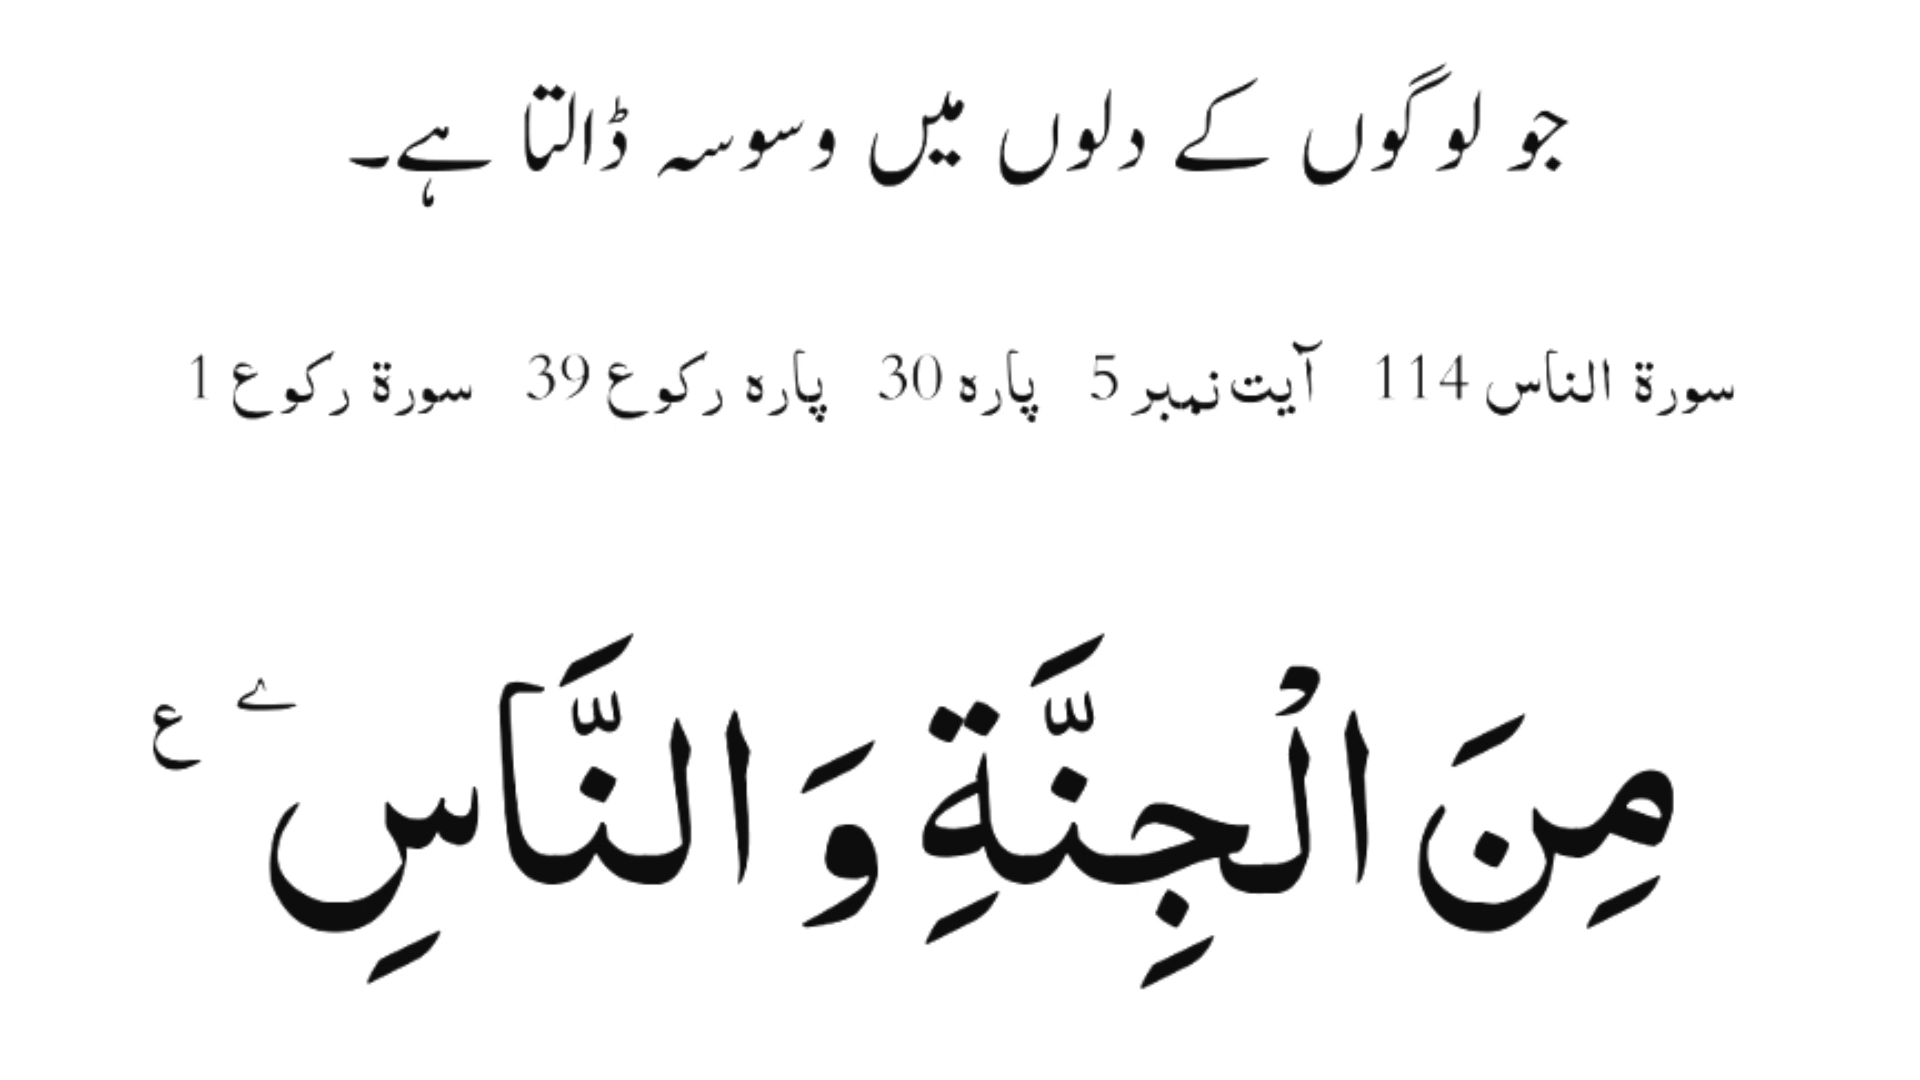 جو لوگوں کے دلوں میں وسوسہ ڈالتا ہے۔
سورۃ الناس 114 آیت نمبر 5 پارہ 30 پارہ رکوع 39 سورۃ رکوع 1
مِنَ الْجِنَّةِ وَ النَّاسِ ے ع